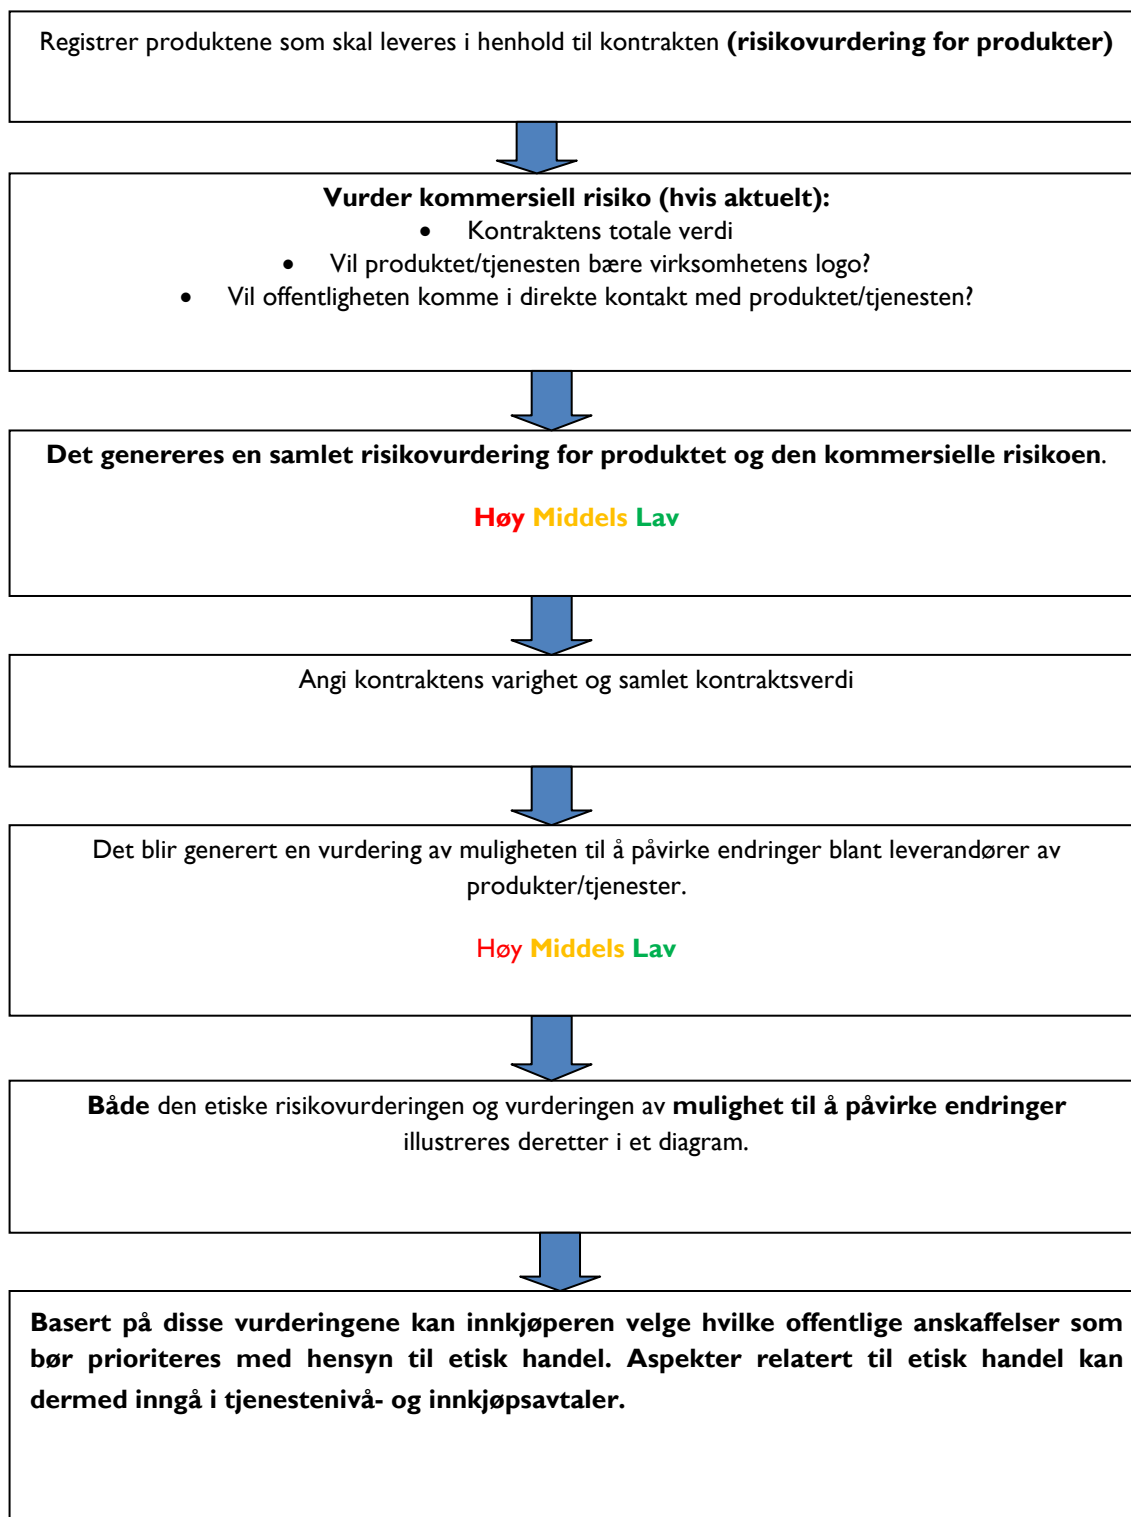 Registrer produktene som skal leveres i henhold til kontrakten (risikovurdering for produkter)
Vurder kommersiell risiko (hvis aktuelt):
• Kontraktens totale verdi
• Vil produktet/tjenesten bære virksomhetens logo?
• Vil offentligheten komme i direkte kontakt med produktet/tjenesten?
Det genereres en samlet risikovurdering for produktet og den kommersielle risikoen.
Høy Middels Lav
Angi kontraktens varighet og samlet kontraktsverdi
Det blir generert en vurdering av muligheten til å påvirke endringer blant leverandører av
produkter/tjenester.
Høy Middels Lav
Både den etiske risikovurderingen og vurderingen av mulighet til å påvirke endringer
illustreres deretter i et diagram.
Basert på disse vurderingene kan innkjøperen velge hvilke offentlige anskaffelser som
bør prioriteres med hensyn til etisk handel. Aspekter relatert til etisk handel kan
dermed inngå i tjenestenivå- og innkjøpsavtaler.